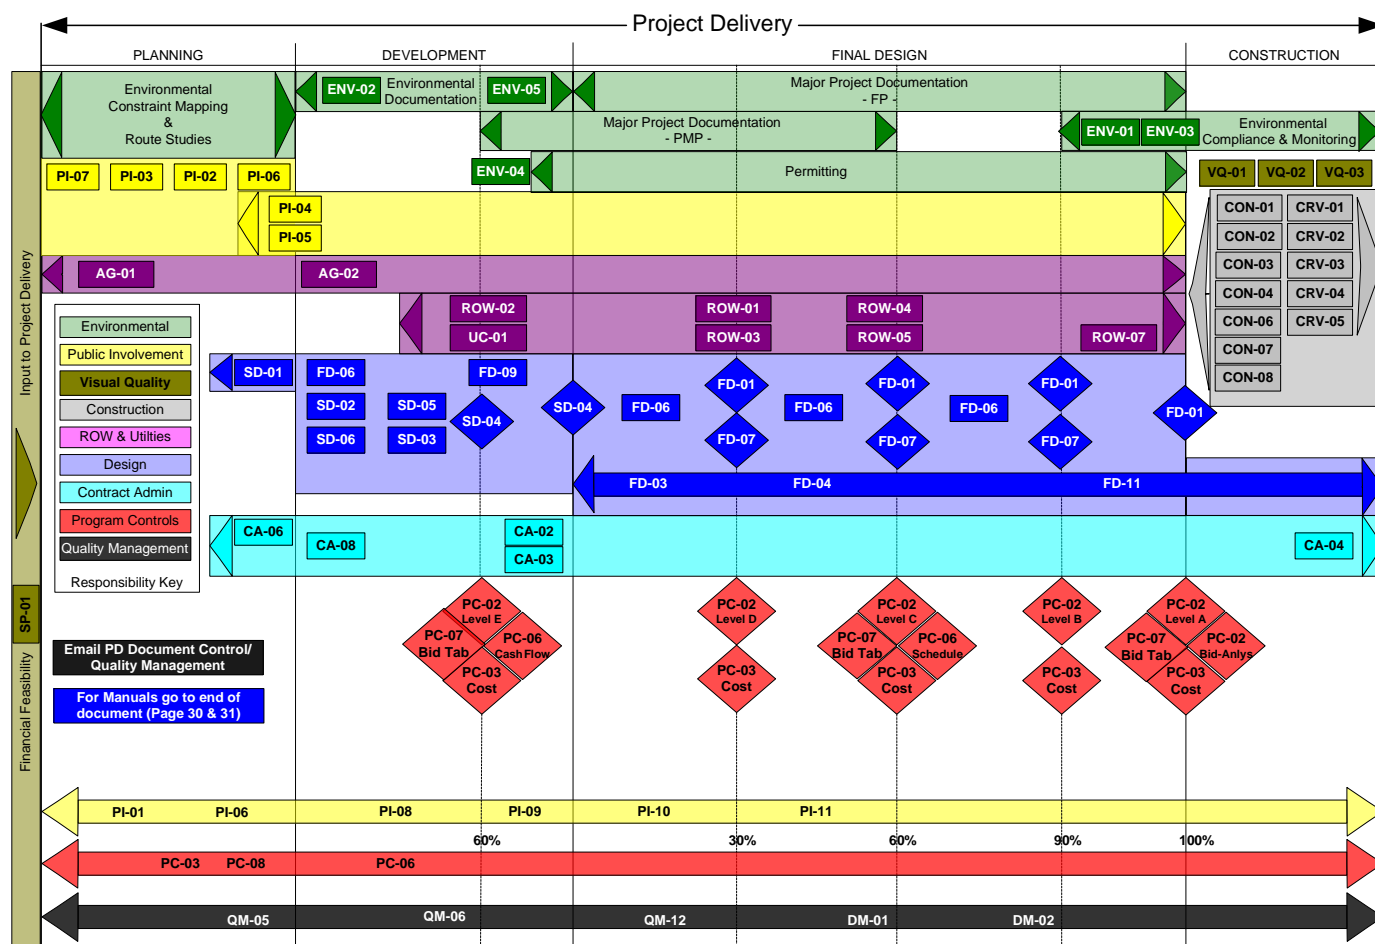 Project Delivery
PLANNING
DEVELOPMENT
FINAL DESIGN
CONSTRUCTION
Environmental
Constraint Mapping
&
Route Studies
ENV-02
Environmental
Documentation
ENV-05
Major Project Documentation
- FP -
Major Project Documentation
- PMP -
ENV-01
ENV-03
Environmental
Compliance & Monitoring
ENV-04
Permitting
PI-07
PI-03
PI-02
PI-06
VQ-01
VQ-02
VQ-03
PI-04
PI-05
CON-01
CRV-01
CON-02
CRV-02
CON-03
CRV-03
CON-04
CRV-04
CON-06
CRV-05
CON-07
CON-08
AG-01
AG-02
ROW-02
ROW-01
ROW-04
UC-01
ROW-03
ROW-05
ROW-07
Input to Project Delivery
Environmental
Public Involvement
Visual Quality
Construction
ROW & Utilties
Design
Contract Admin
Program Controls
Quality Management
Responsibility Key
SD-01
FD-06
FD-09
SD-02
SD-05
SD-04
SD-04
SD-06
SD-03
FD-06
FD-01
FD-07
FD-06
FD-01
FD-07
FD-06
FD-01
FD-07
FD-01
FD-03
FD-04
FD-11
CA-06
CA-08
CA-02
CA-03
CA-04
SP-01
Financial Feasibility
PC-02
Level E
PC-07
Bid Tab
PC-06
Cash Flow
PC-03
Cost
PC-02
Level D
PC-03
Cost
PC-02
Level C
PC-07
Bid Tab
PC-06
Schedule
PC-03
Cost
PC-02
Level B
PC-03
Cost
PC-02
Level A
PC-07
Bid Tab
PC-02
Bid-Anlys
PC-03
Cost
Email PD Document Control/
Quality Management
For Manuals go to end of
document (Page 30 & 31)
PI-01
PI-06
PI-08
PI-09
PI-10
PI-11
60%
30%
60%
90%
100%
PC-03
PC-08
PC-06
QM-05
QM-06
QM-12
DM-01
DM-02